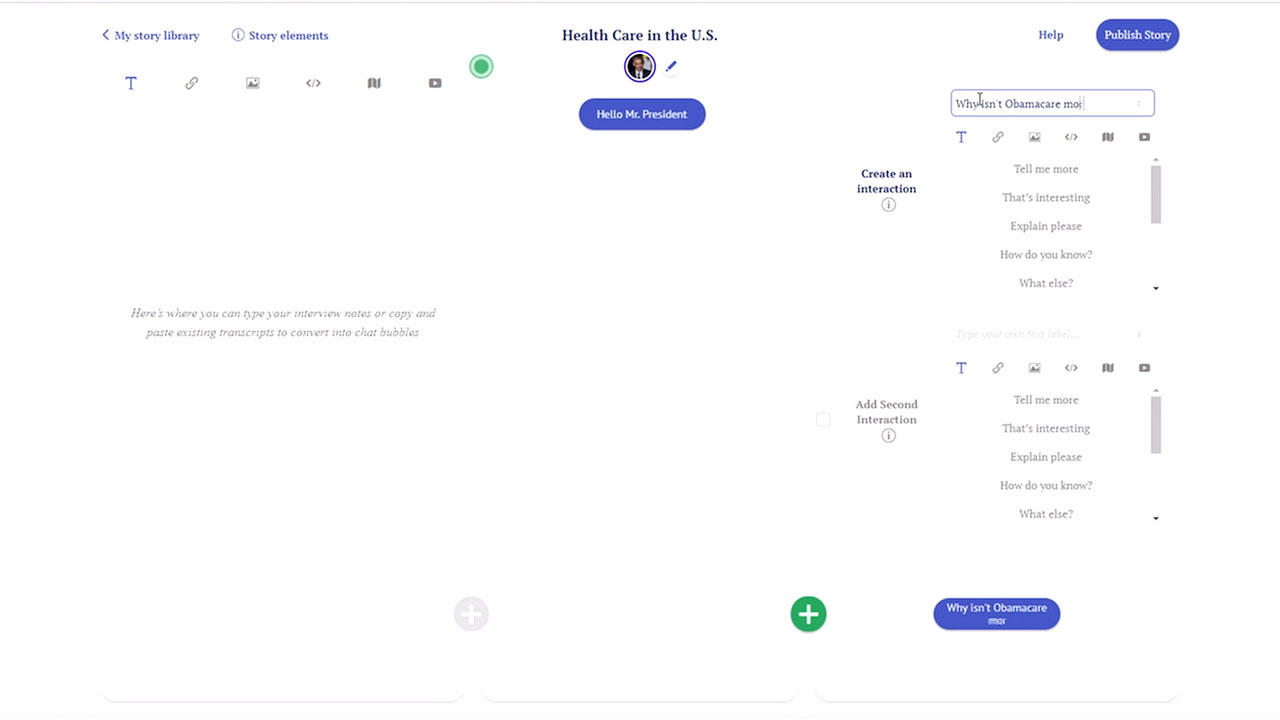 My story library
Story elements
Health Care in the U.S.
Help
Publish Story
Hello Mr. President
Why isn't Obamacare mo
Create an
interaction
Tell me more
That's interesting
Explain please
How do you know?
What else?
Here's where you can type your interview notes or copy and
paste existing transcripts to convert into chat bubbles
Type your own text label...
Add Second
Interaction
Tell me more
That's interesting
Explain please
How do you know?
What else?
Why isn't Obamacare